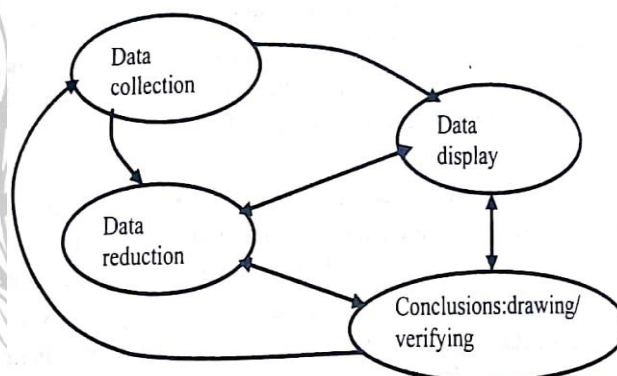 Data
collection
Data
display
Data
reduction
Conclusions:drawing/
verifying